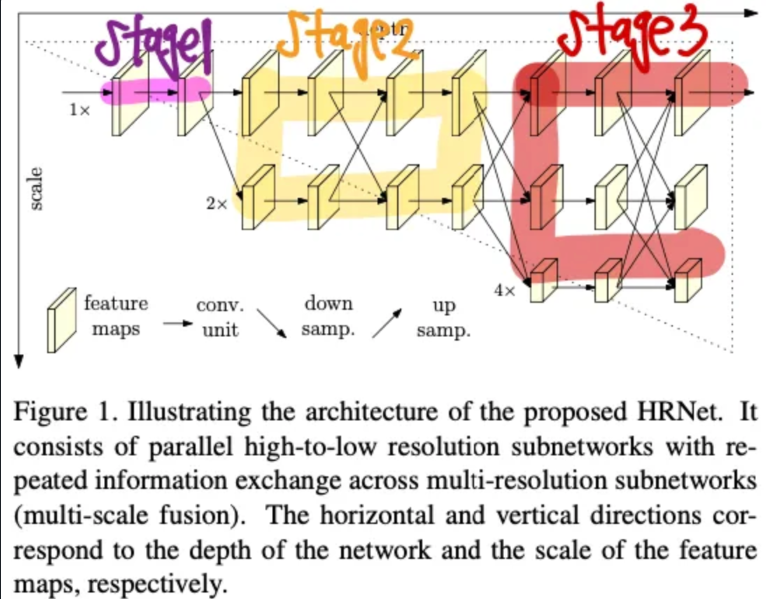 depth
Stage1
Stage2
Stage3
1×
scale
2×
4×
feature
maps
conv.
unit
down
samp.
up
samp.
Figure 1. Illustrating the architecture of the proposed HRNet. It
consists of parallel high-to-low resolution subnetworks with re-
peated information exchange across multi-resolution subnetworks
(multi-scale fusion). The horizontal and vertical directions cor-
respond to the depth of the network and the scale of the feature
maps, respectively.